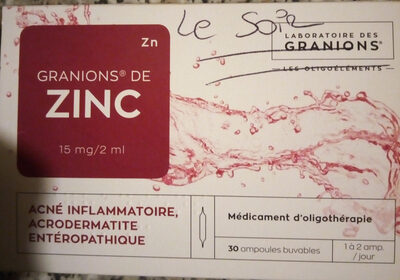 Zn
Le Soir
LABORATOIRE DES
GRANIONS®
LES OLIGOÉLÉMENTS
GRANIONS® DE
ZINC
15 mg/2 ml
ACNÉ INFLAMMATOIRE,
ACRODERMATITE
ENTÉROPATHIQUE
Médicament d'oligothérapie
30 ampoules buvables
1 à 2 amp.
/ jour